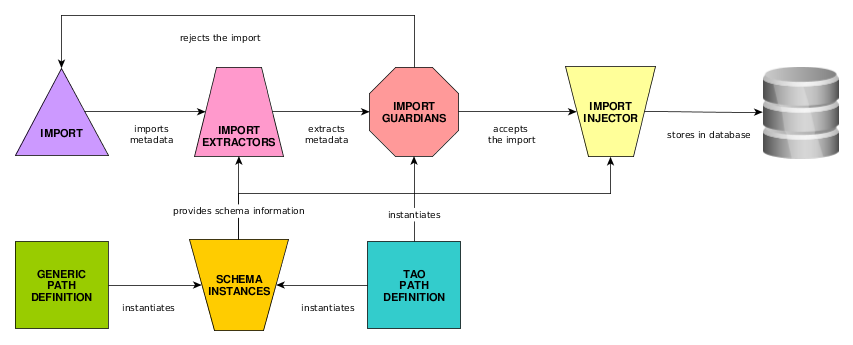 rejects the import
IMPORT
imports
metadata
IMPORT
EXTRACTORS
extracts
metadata
IMPORT
GUARDIANS
accepts
the import
IMPORT
INJECTOR
stores in database
provides schema information
instantiates
GENERIC
PATH
DEFINITION
instantiates
SCHEMA
INSTANCES
instantiates
TAO
PATH
DEFINITION